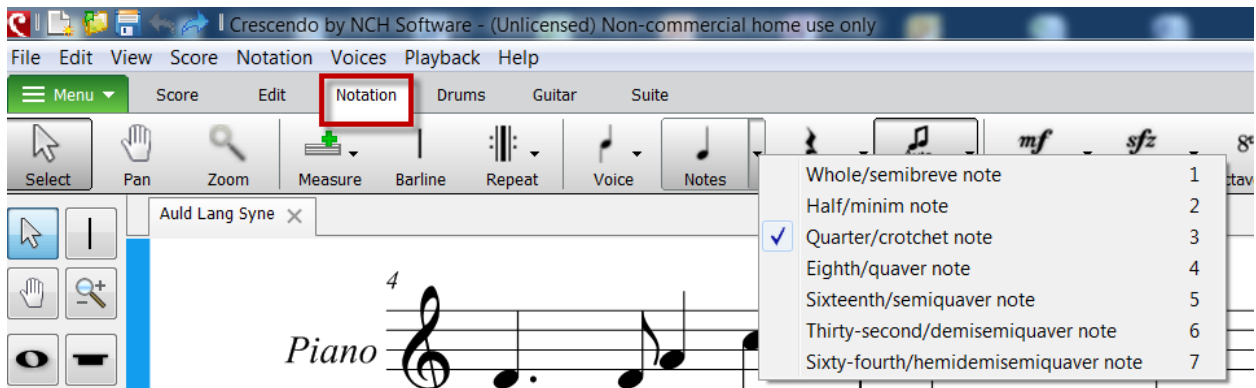 Crescendo by NCH Software - (Unlicensed) Non-commercial home use only
File Edit View Score Notation Voices Playback Help
Menu Score Edit Notation Drums Guitar Suite
mf sfz
Select Pan Zoom Measure Barline Repeat Voice Notes
Whole/semibreve note 1
Auld Lang Syne
Half/minim note 2
Quarter/crotchet note 3
Eighth/quaver note 4
4
Sixteenth/semiquaver note 5
Thirty-second/demisemiquaver note 6
Piano
Sixty-fourth/hemidemisemiquaver note 7